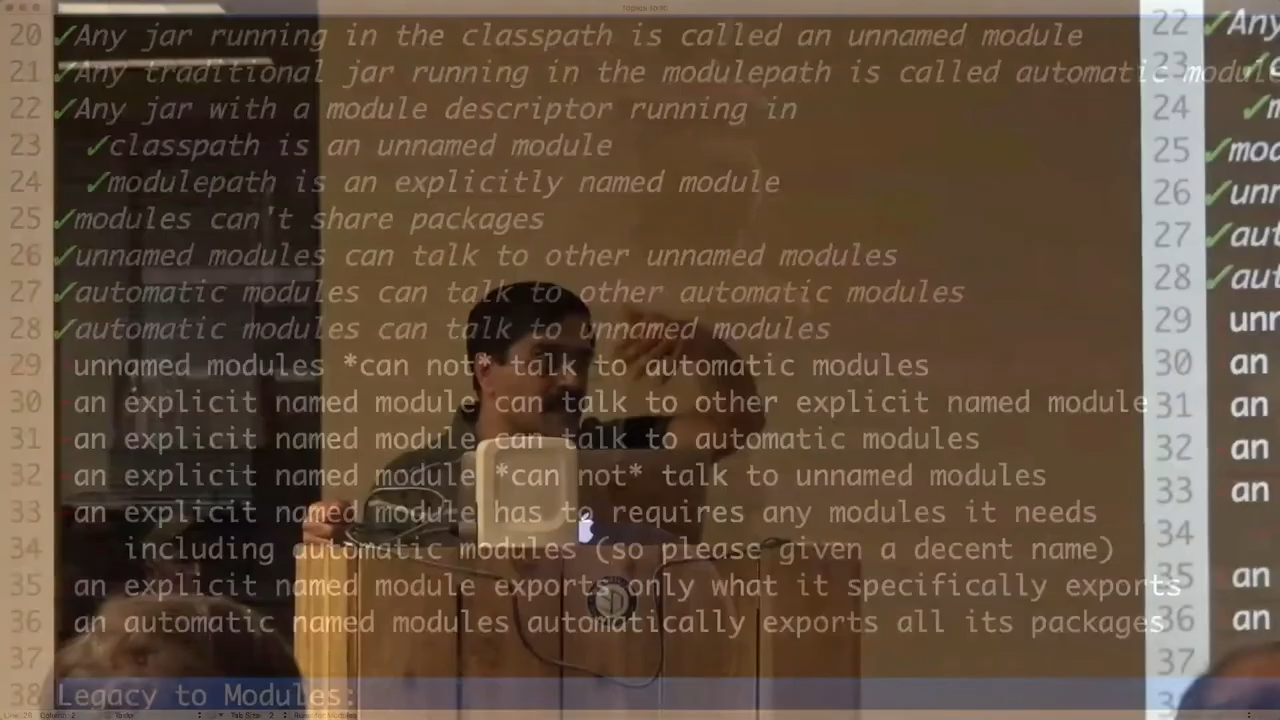 20 ✓Any jar running in the classpath is called an unnamed module
21 ✓Any traditional jar running in the modulepath is called automatic module
22 ✓Any jar with a module descriptor running in
23 ✓classpath is an unnamed module
24 ✓modulepath is an explicitly named module
25 ✓modules can't share packages
26 ✓unnamed modules can talk to other unnamed modules
27 ✓automatic modules can talk to other automatic modules
28 ✓automatic modules can talk to unnamed modules
29 unnamed modules *can not* talk to automatic modules
30 an explicit named module can talk to other explicit named module
31 an explicit named module can talk to automatic modules
32 an explicit named module *can not* talk to unnamed modules
33 an explicit named module has to requires any modules it needs
34 including automatic modules (so please given a decent name)
35 an explicit named module exports only what it specifically exports
36 an automatic named modules automatically exports all its packages
37
38 Legacy to Modules:
22 ✓Any
23
24
25 ✓
26 ✓
27 ✓
28 ✓
29
30 an
31 an
32 an
33 an
34
35 an
36 an
37